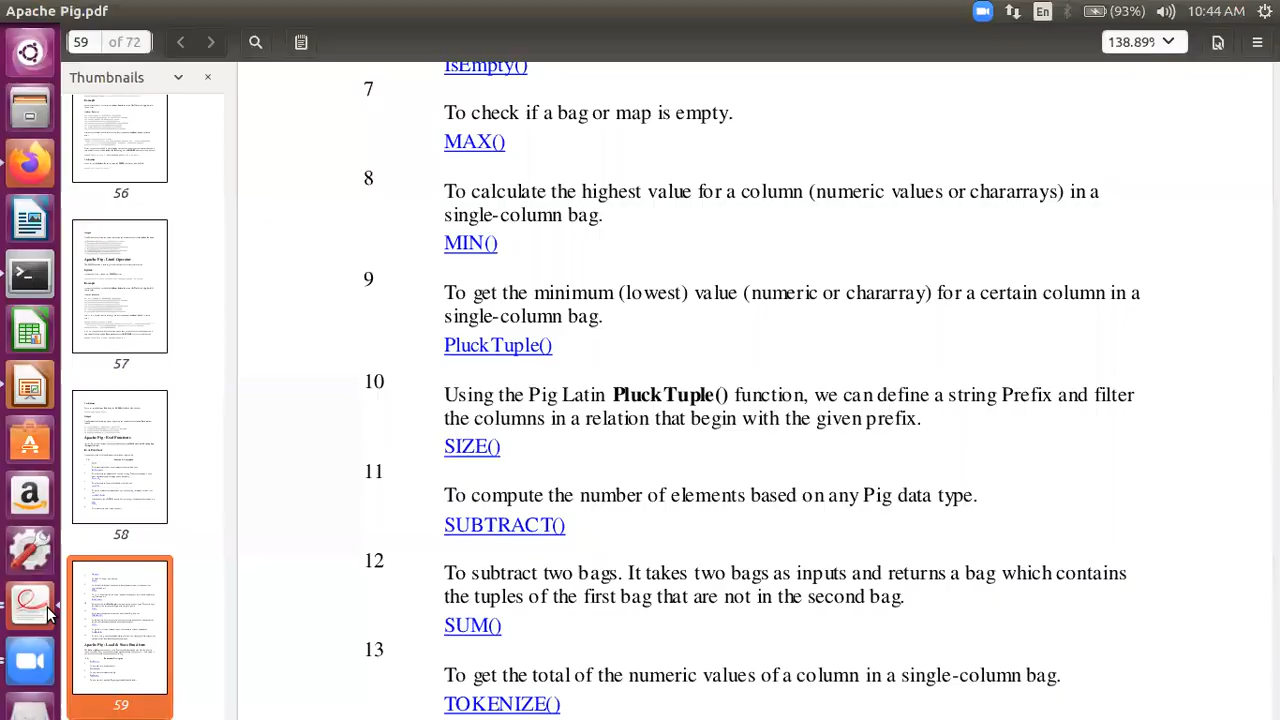 Apache Pig.pdf
En
(93%)
10:44 AM
59 of 72
138.89%
Thumbnails
56
57
58
59
IsEmpty()
7
To check if a bag or map is empty.
MAX()
8
To calculate the highest value for a column (numeric values or chararrays) in a
single-column bag.
MIN()
9
To get the minimum (lowest) value (numeric or chararray) for a certain column in a
single-column bag.
PluckTuple()
10
Using the Pig Latin PluckTuple() function, we can define a string Prefix and filter
the columns in a relation that begin with the given prefix.
SIZE()
11
To compute the number of elements based on any Pig data type.
SUBTRACT()
12
To subtract two bags. It takes two bags as inputs and returns a bag which contains
the tuples of the first bag that are not in the second bag.
SUM()
13
To get the total of the numeric values of a column in a single-column bag.
TOKENIZE()